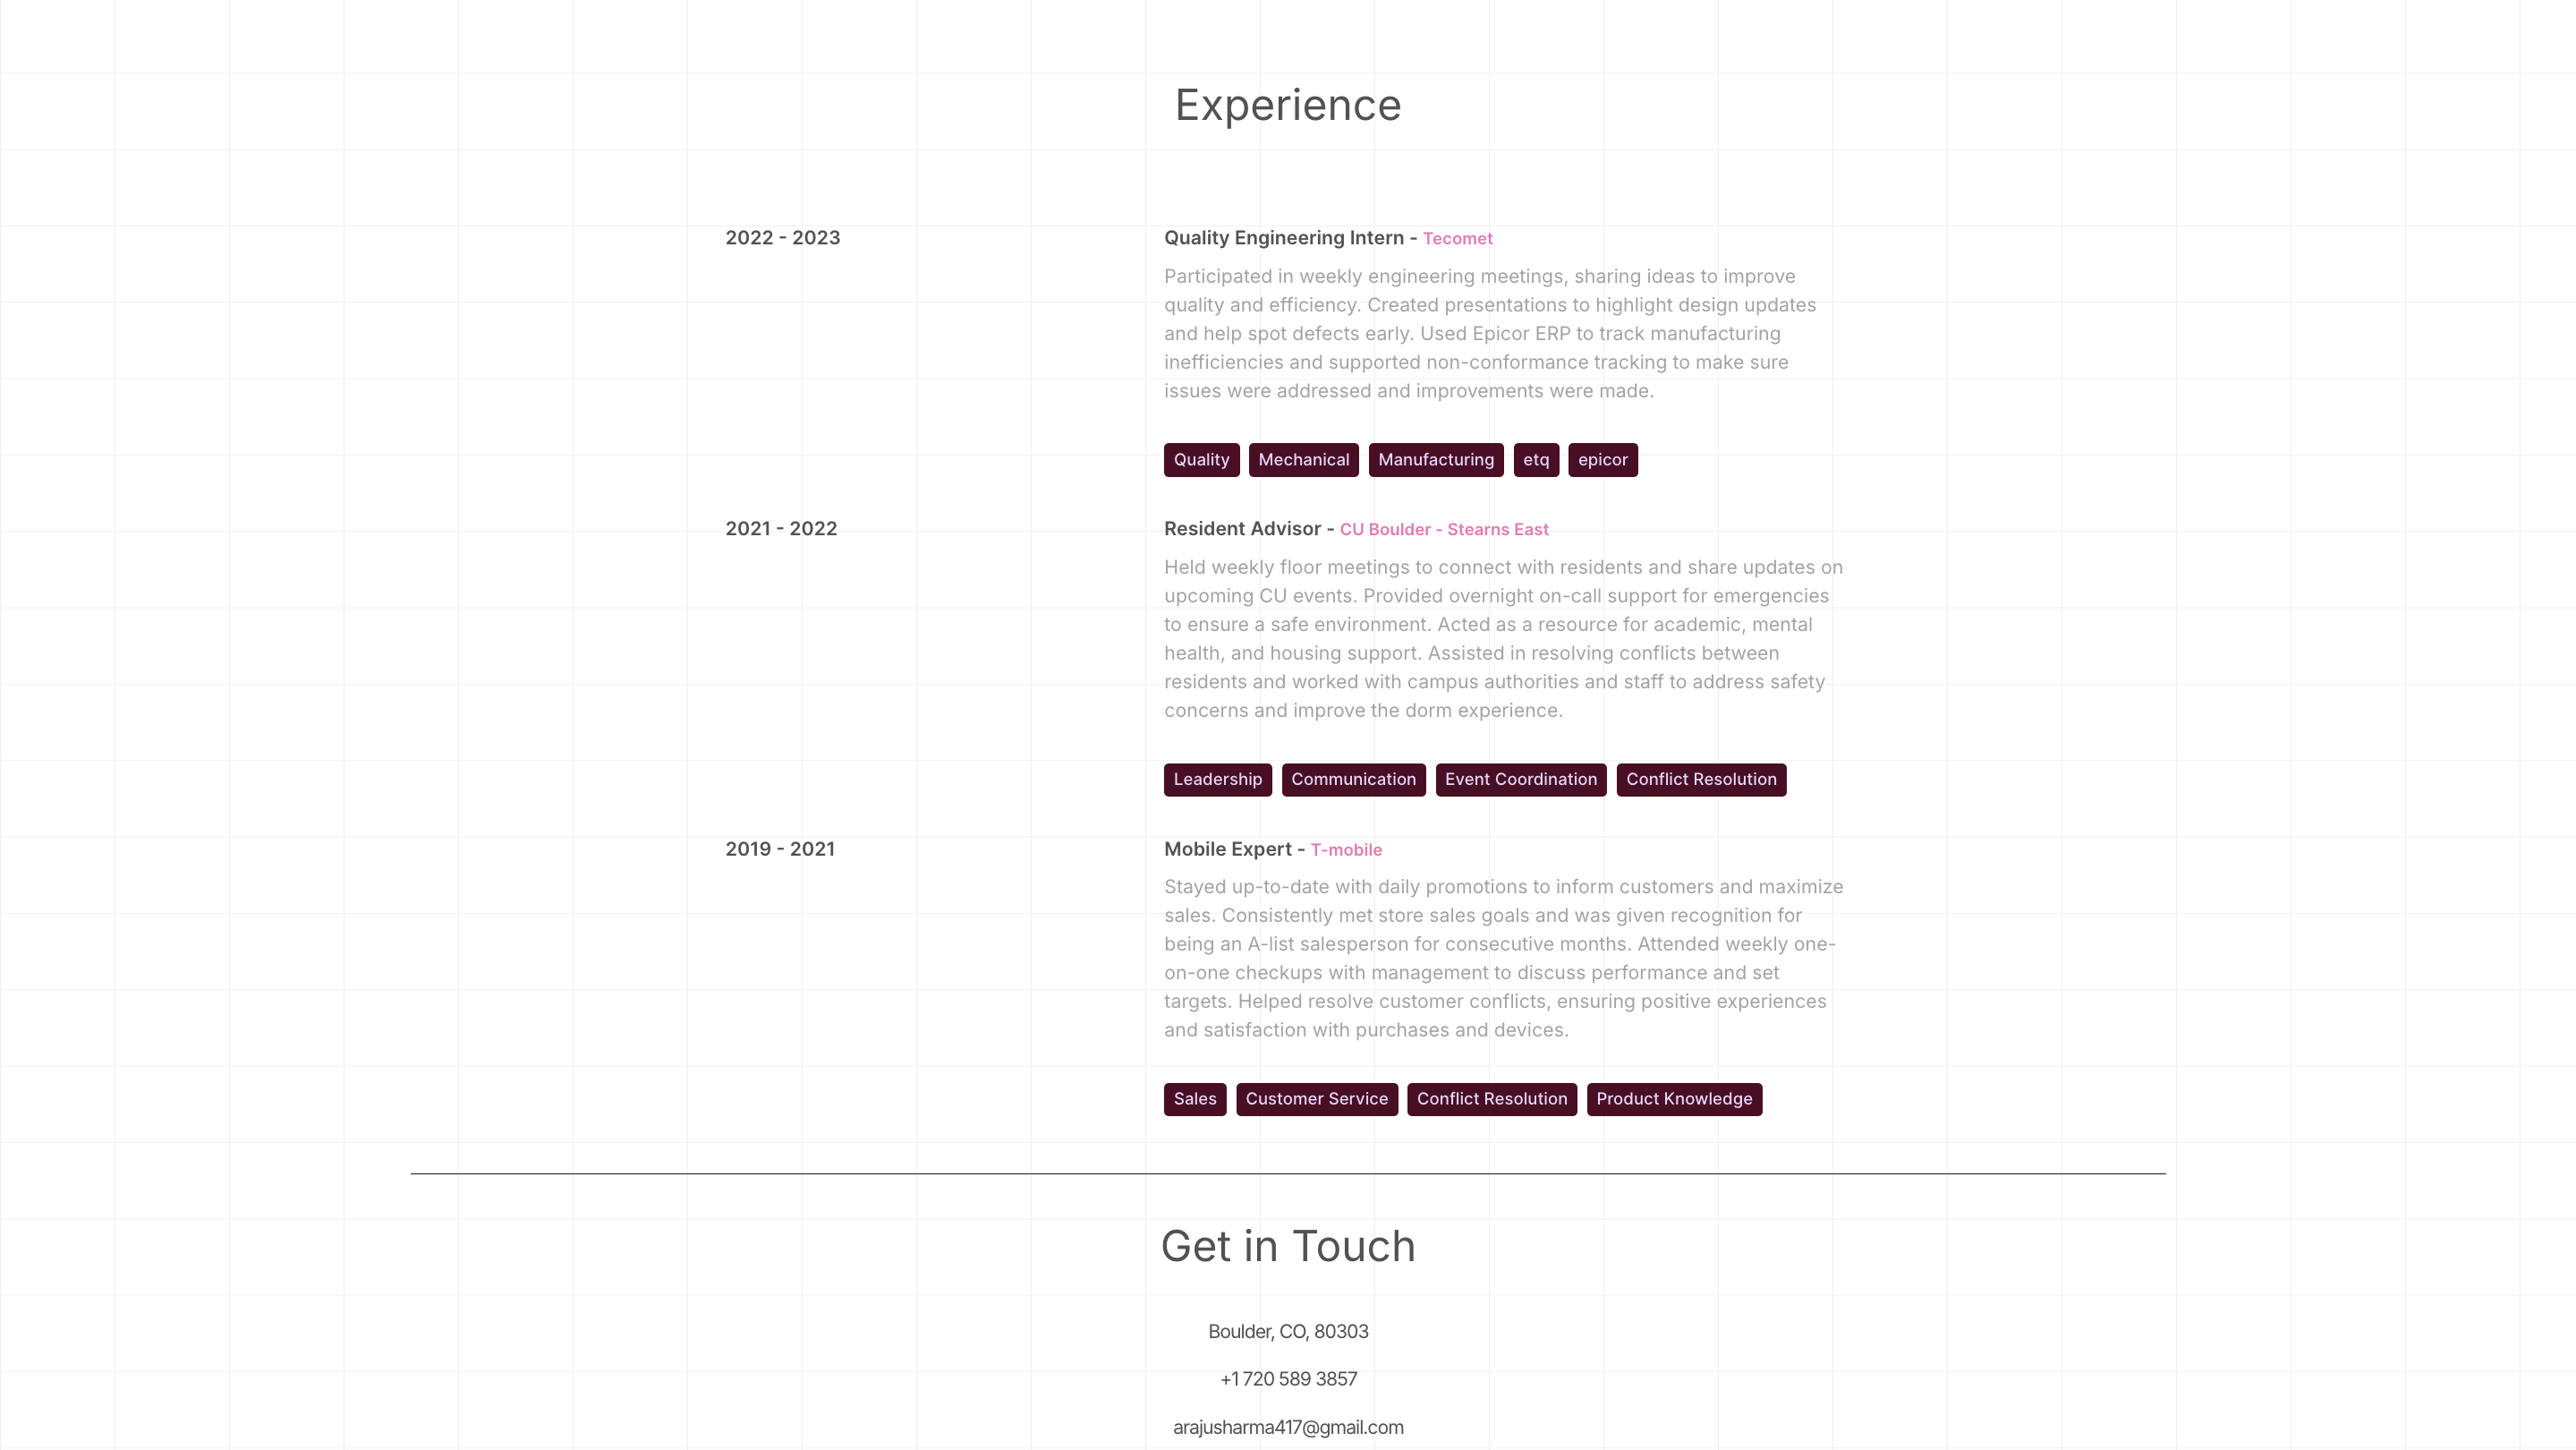 Experience
2022 - 2023
Quality Engineering Intern - Tecomet
Participated in weekly engineering meetings, sharing ideas to improve
quality and efficiency. Created presentations to highlight design updates
and help spot defects early. Used Epicor ERP to track manufacturing
inefficiencies and supported non-conformance tracking to make sure
issues were addressed and improvements were made.
Quality Mechanical Manufacturing etq epicor
2021 - 2022
Resident Advisor - CU Boulder - Stearns East
Held weekly floor meetings to connect with residents and share updates on
upcoming CU events. Provided overnight on-call support for emergencies
to ensure a safe environment. Acted as a resource for academic, mental
health, and housing support. Assisted in resolving conflicts between
residents and worked with campus authorities and staff to address safety
concerns and improve the dorm experience.
Leadership Communication Event Coordination Conflict Resolution
2019 - 2021
Mobile Expert - T-mobile
Stayed up-to-date with daily promotions to inform customers and maximize
sales. Consistently met store sales goals and was given recognition for
being an A-list salesperson for consecutive months. Attended weekly one-
on-one checkups with management to discuss performance and set
targets. Helped resolve customer conflicts, ensuring positive experiences
and satisfaction with purchases and devices.
Sales Customer Service Conflict Resolution Product Knowledge
Get in Touch
Boulder, CO, 80303
+1 720 589 3857
arajusharma417@gmail.com